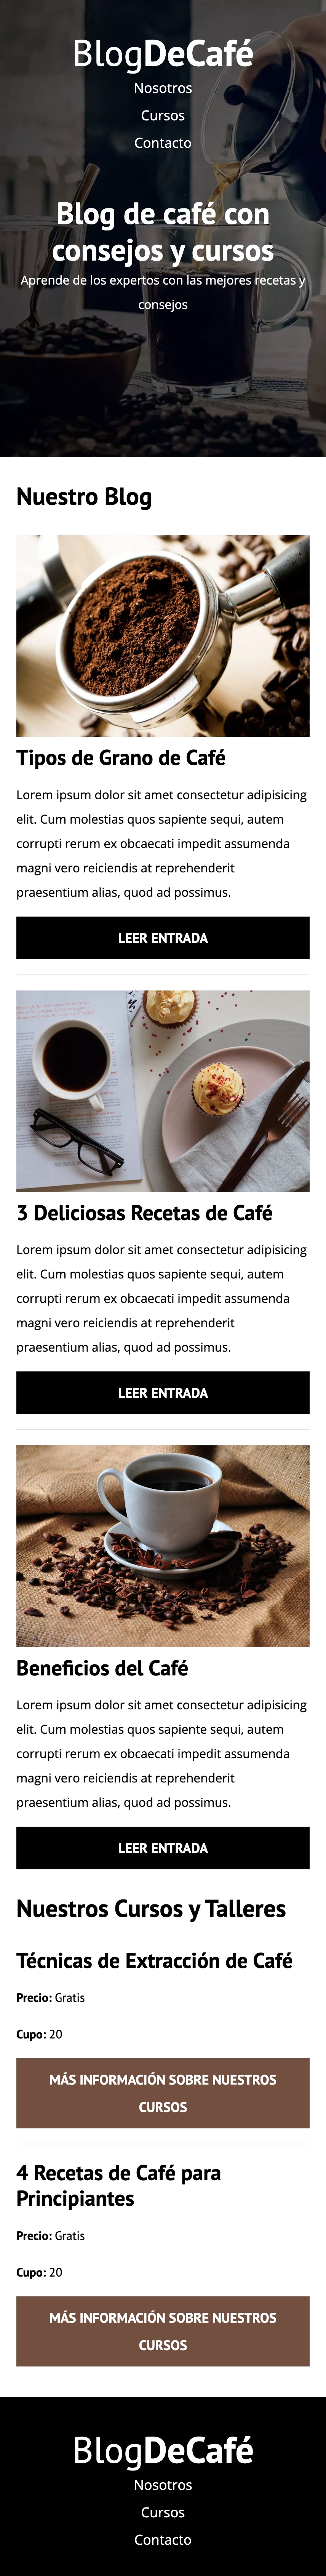 BlogDeCafé
Nosotros
Cursos
Contacto
Blog de café con
consejos y cursos
Aprende de los expertos con las mejores recetas y
consejos
Nuestro Blog
Tipos de Grano de Café
Lorem ipsum dolor sit amet consectetur adipisicing
elit. Cum molestias quos sapiente sequi, autem
corrupti rerum ex obcaecati impedit assumenda
magni vero reiciendis at reprehenderit
praesentium alias, quod ad possimus.
LEER ENTRADA
3 Deliciosas Recetas de Café
Lorem ipsum dolor sit amet consectetur adipisicing
elit. Cum molestias quos sapiente sequi, autem
corrupti rerum ex obcaecati impedit assumenda
magni vero reiciendis at reprehenderit
praesentium alias, quod ad possimus.
LEER ENTRADA
Beneficios del Café
Lorem ipsum dolor sit amet consectetur adipisicing
elit. Cum molestias quos sapiente sequi, autem
corrupti rerum ex obcaecati impedit assumenda
magni vero reiciendis at reprehenderit
praesentium alias, quod ad possimus.
LEER ENTRADA
Nuestros Cursos y Talleres
Técnicas de Extracción de Café
Precio: Gratis
Cupo: 20
MÁS INFORMACIÓN SOBRE NUESTROS
CURSOS
4 Recetas de Café para
Principiantes
Precio: Gratis
Cupo: 20
MÁS INFORMACIÓN SOBRE NUESTROS
CURSOS
BlogDeCafé
Nosotros
Cursos
Contacto